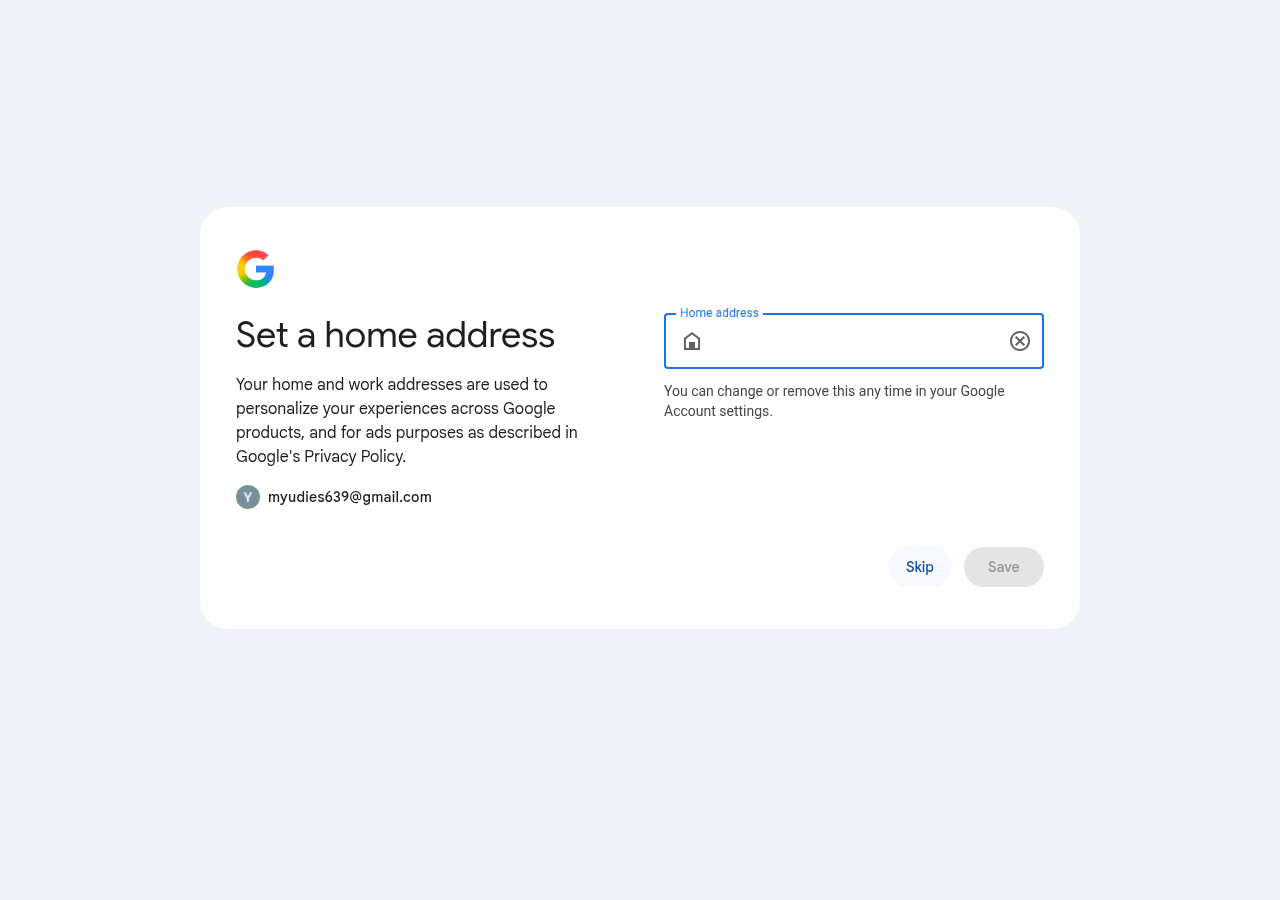 Set a home address
Your home and work addresses are used to
personalize your experiences across Google
products, and for ads purposes as described in
Google's Privacy Policy.
Y
myudies639@gmail.com
Home address
You can change or remove this any time in your Google
Account settings.
Skip
Save